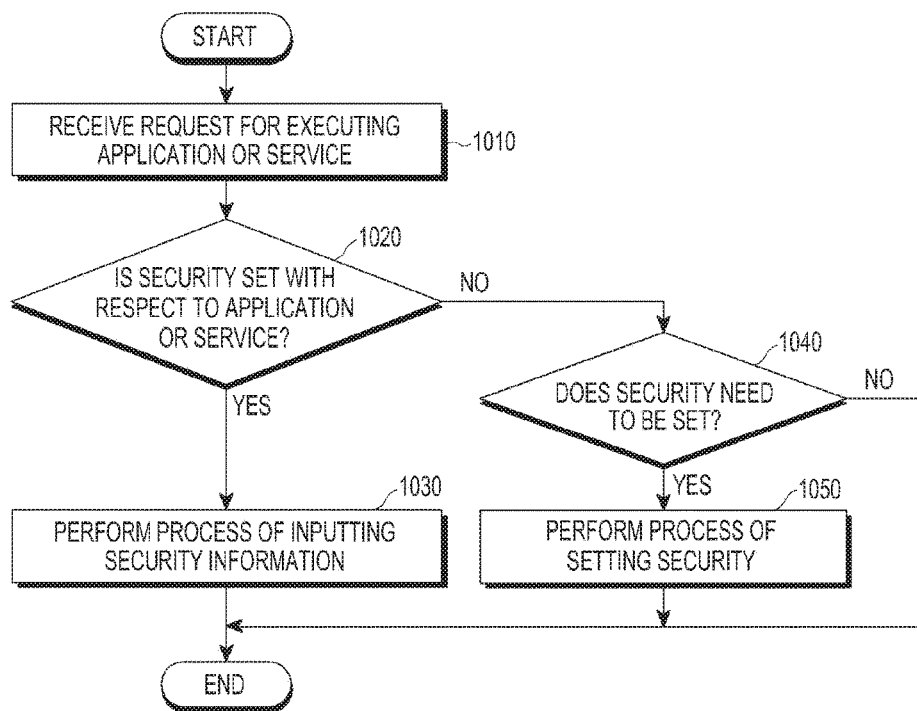 START
RECEIVE REQUEST FOR EXECUTING
APPLICATION OR SERVICE
1010
1020
IS SECURITY SET WITH
RESPECT TO APPLICATION
OR SERVICE?
NO
YES
1040
DOES SECURITY NEED
TO BE SET?
NO
YES
1030
PERFORM PROCESS OF INPUTTING
SECURITY INFORMATION
1050
PERFORM PROCESS OF
SETTING SECURITY
END